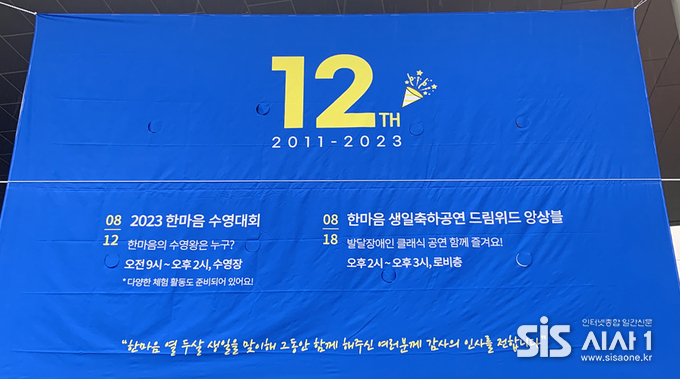 12TH
2011-2023
08
12
2023 한마음 수영대회
한마음의 수영왕은 누구?
오전 9시~오후 2시, 수영장
*다양한 체험 활동도 준비되어 있어요!
08
18
한마음 생일축하공연 드림위드 앙상블
발달장애인 클래식 공연 함께 즐겨요!
오후 2시~오후 3시, 로비층
"한마음 열 두살 생일을 맞이해 그동안 함께 해주신 여러분께 감사의 인사를 전합니다"
인터넷종합 일간신문
SIS 시사1
www.sisaone.kr